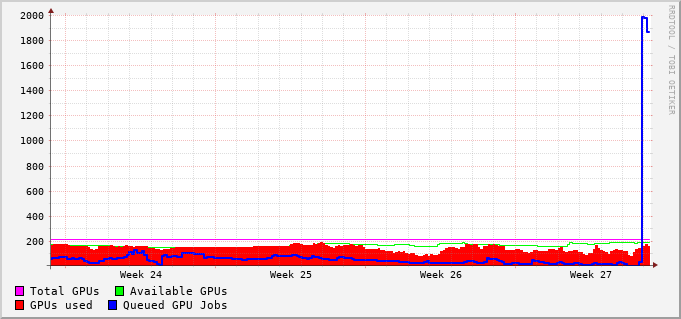 2000
1800
1600
1400
1200
1000
800
600
400
200
Week 24 Week 25 Week 26 Week 27
Total GPUs Available GPUs
GPUs used Queued GPU Jobs
RRDTOOL / TOBI OETIKER